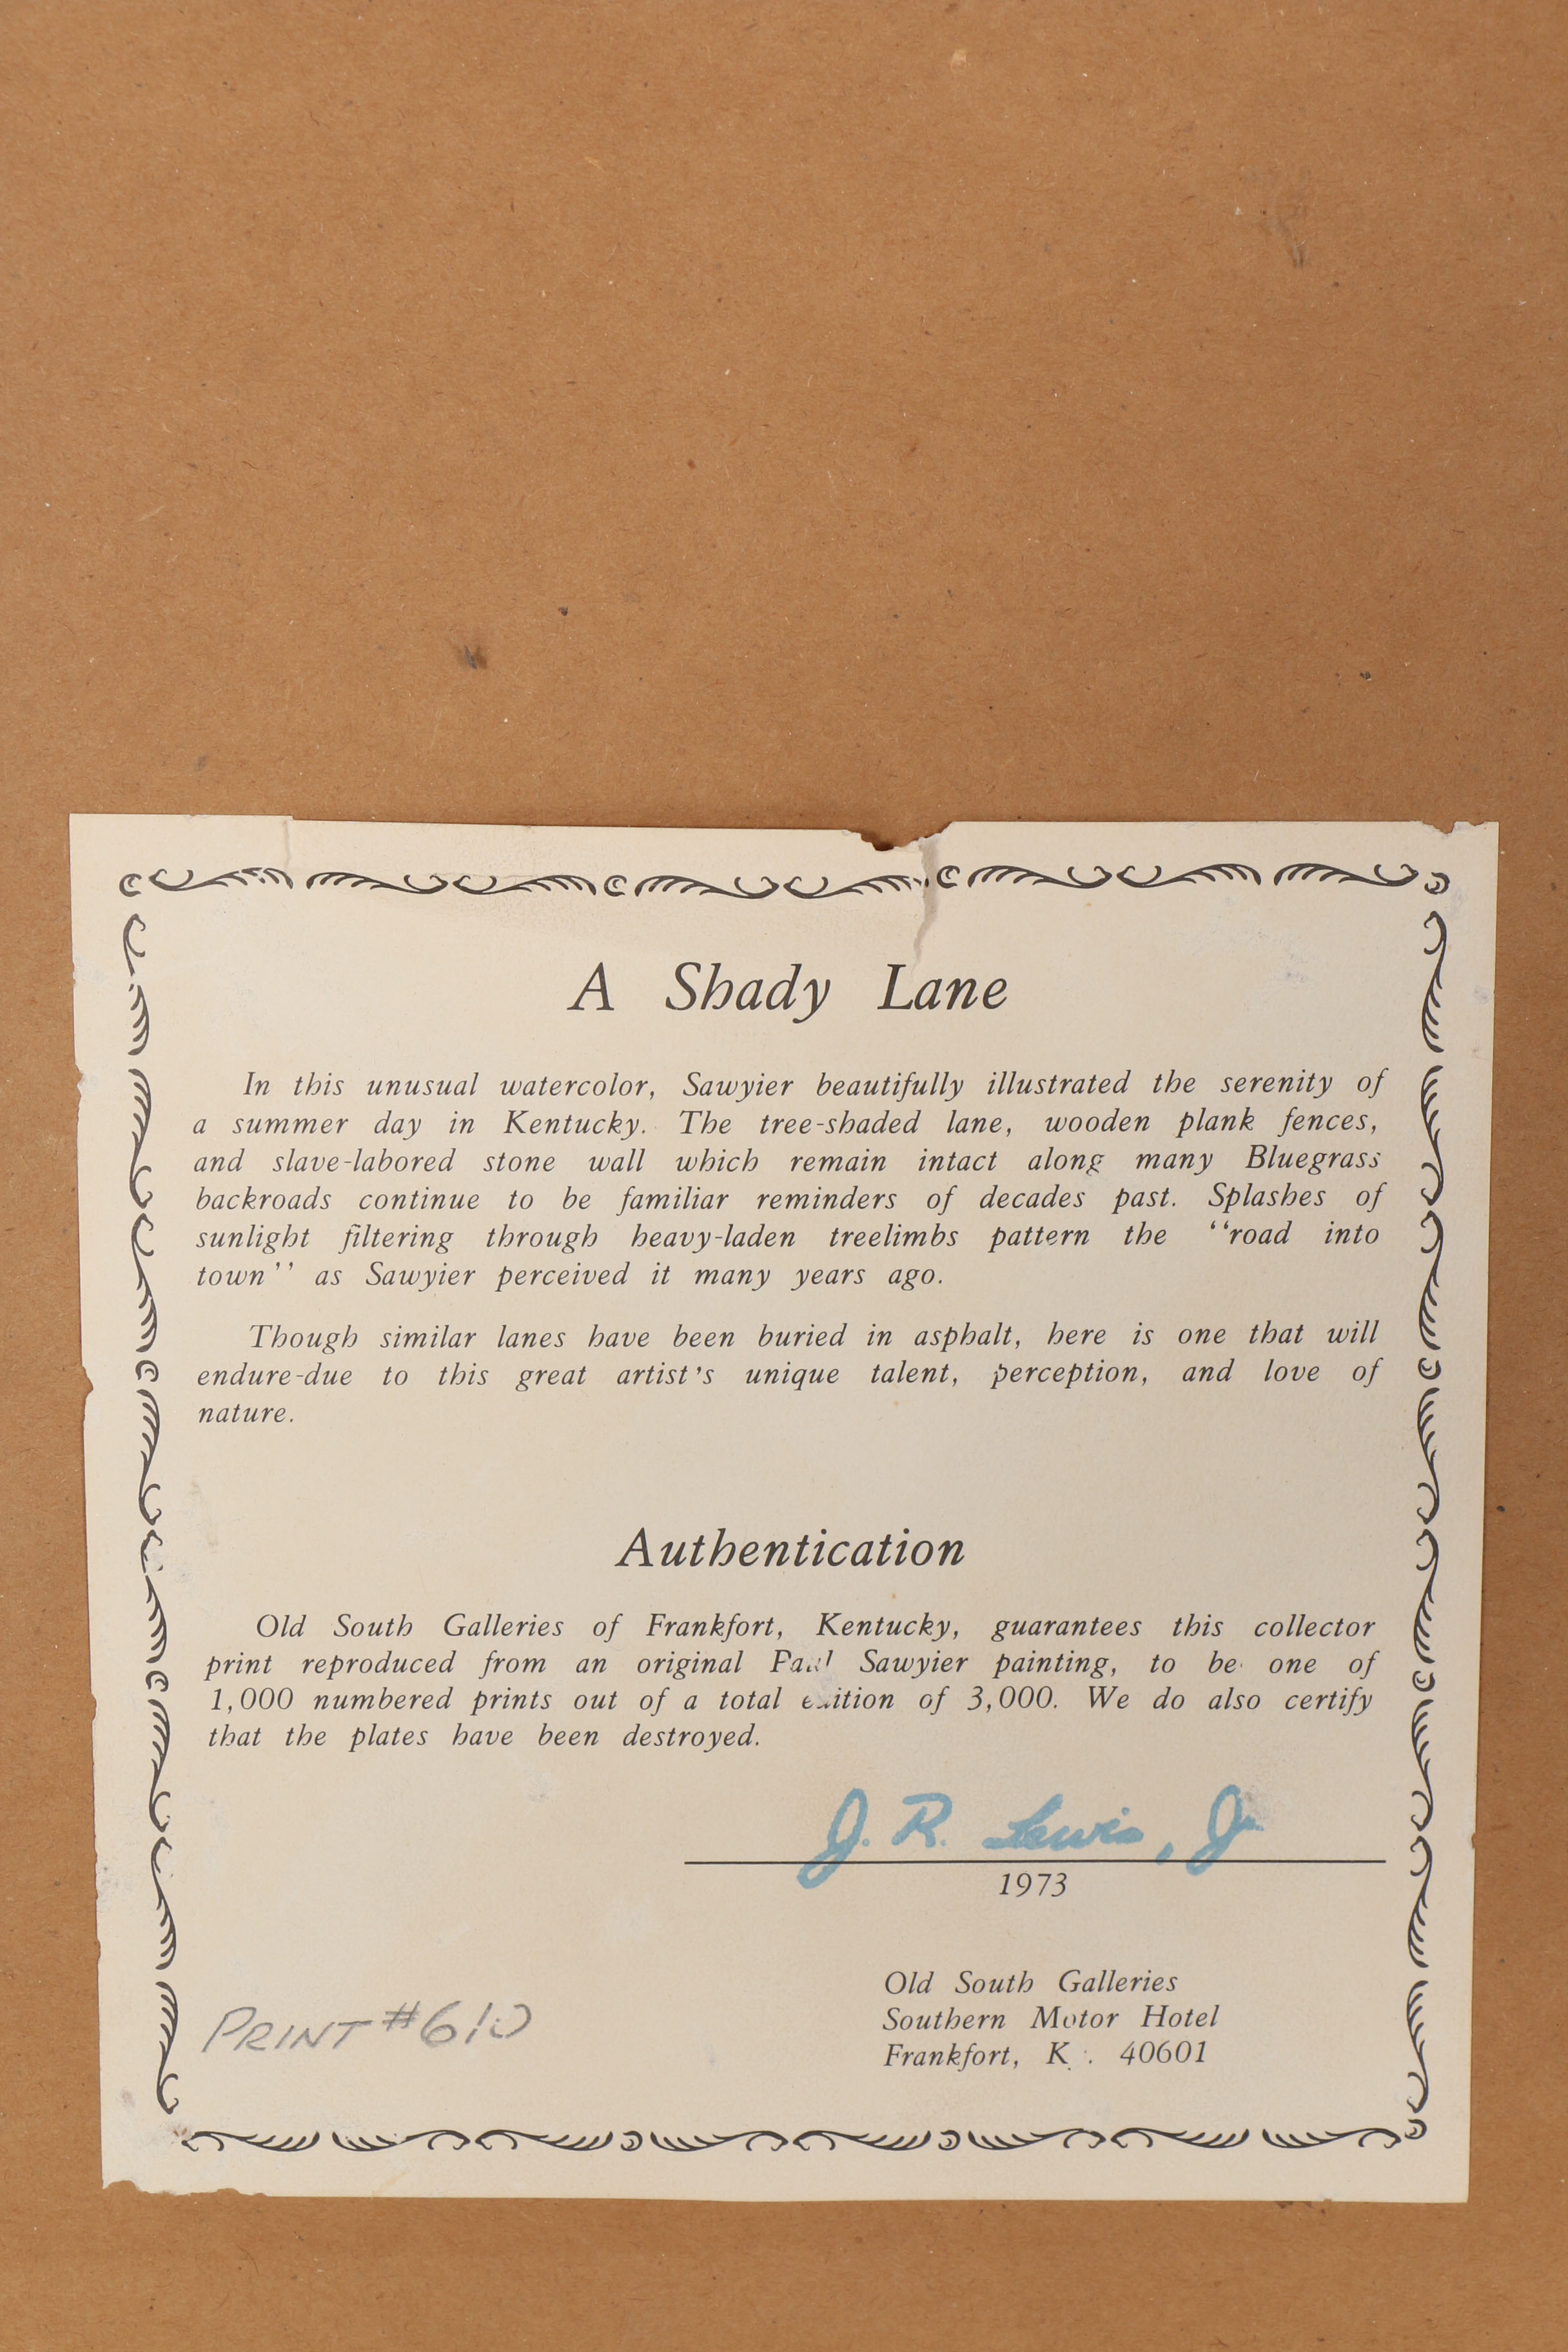 A Shady Lane
In this unusual watercolor, Sawyier beautifully illustrated the serenity of
a summer day in Kentucky. The tree-shaded lane, wooden plank fences,
and slave-labored stone wall which remain intact along many Bluegrass
backroads continue to be familiar reminders of decades past. Splashes of
sunlight filtering through heavy-laden treelimbs pattern the ‘‘road into
town’’ as Sawyier perceived it many years ago.
Though similar lanes have been buried in asphalt, here is one that will
endure-due to this great artist's unique talent, perception, and love of
nature.
Authentication
Old South Galleries of Frankfort, Kentucky, guarantees this collector
print reproduced from an original Paul Sawyier painting, to be one of
1,000 numbered prints out of a total edition of 3,000. We do also certify
that the plates have been destroyed.
J. R. Lewis, Jr
1973
Old South Galleries
Southern Motor Hotel
Frankfort, K . 40601
PRINT #610